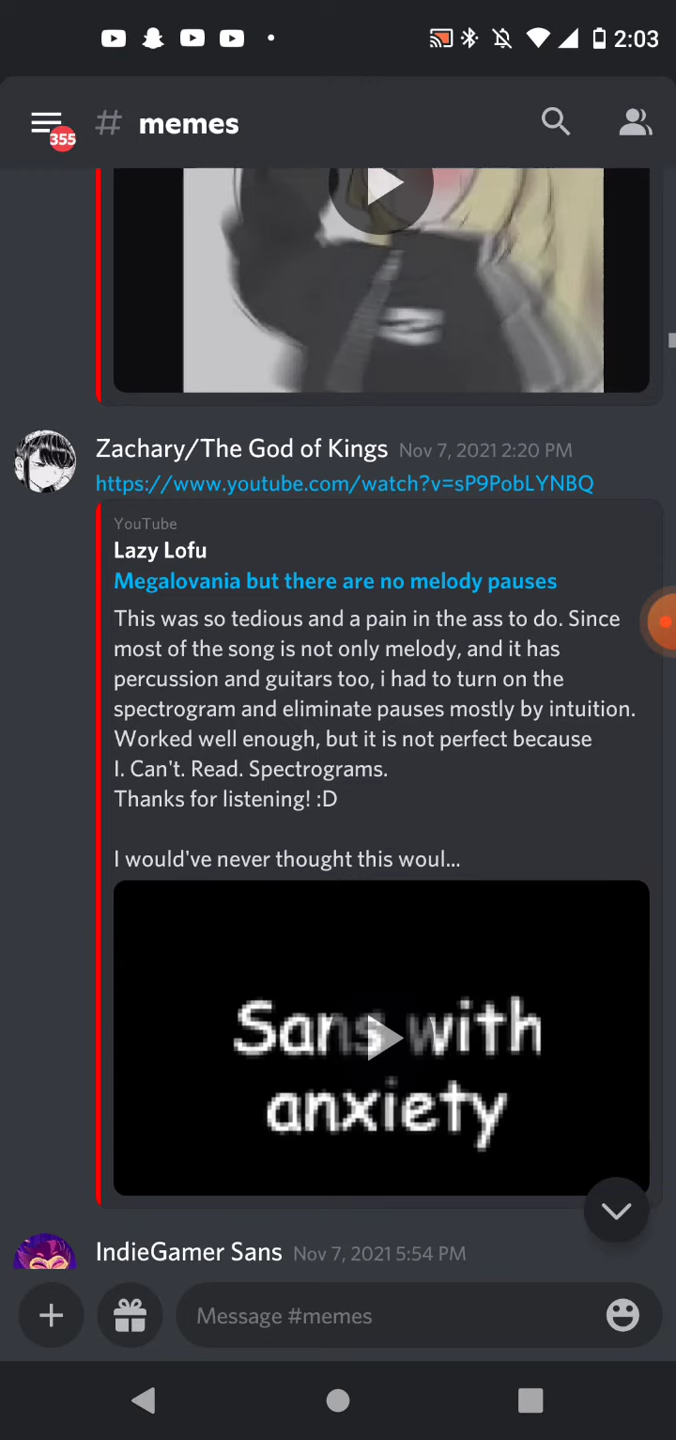 2:03
355
# memes
Zachary/The God of Kings Nov 7, 2021 2:20 PM
https://www.youtube.com/watch?v=sP9PobLYNBQ
YouTube
Lazy Lofu
Megalovania but there are no melody pauses
This was so tedious and a pain in the ass to do. Since
most of the song is not only melody, and it has
percussion and guitars too, i had to turn on the
spectrogram and eliminate pauses mostly by intuition.
Worked well enough, but it is not perfect because
I. Can't. Read. Spectrograms.
Thanks for listening! :D
I would've never thought this woul...
Sans with
anxiety
IndieGamer Sans Nov 7, 2021 5:54 PM
Message #memes